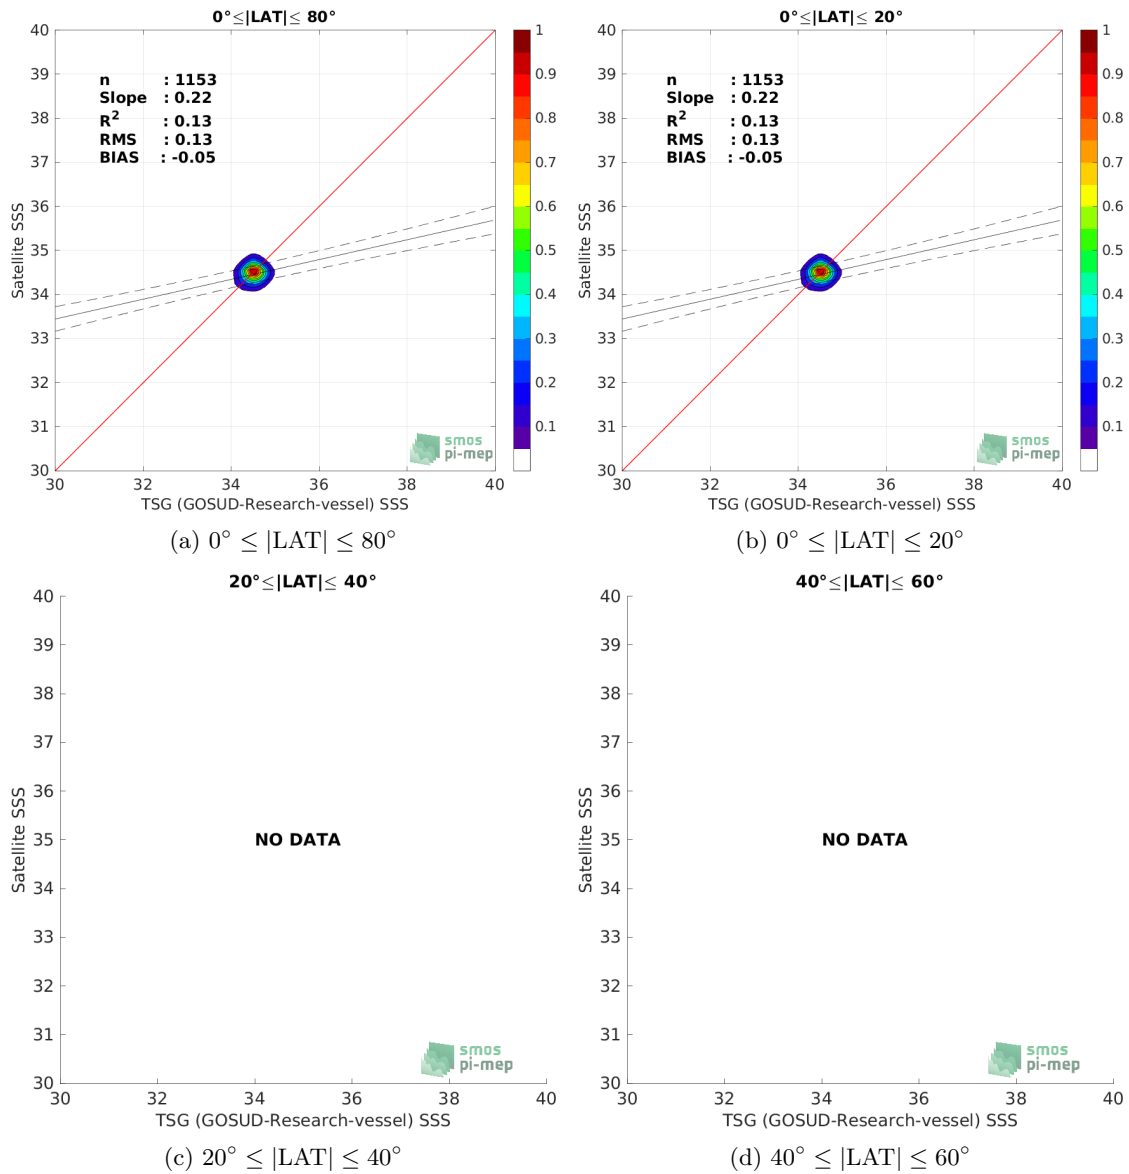 0°≤|LAT|≤ 80°
40
39
38
37
36
35
34
33
32
31
30
Satellite SSS
n : 1153
Slope : 0.22
R² : 0.13
RMS : 0.13
BIAS : -0.05
smos
pi-mep
30 32 34 36 38 40
TSG (GOSUD-Research-vessel) SSS
1
0.9
0.8
0.7
0.6
0.5
0.4
0.3
0.2
0.1
(a) 0° ≤ |LAT| ≤ 80°
0°≤|LAT|≤ 20°
40
39
38
37
36
35
34
33
32
31
30
Satellite SSS
n : 1153
Slope : 0.22
R² : 0.13
RMS : 0.13
BIAS : -0.05
smos
pi-mep
30 32 34 36 38 40
TSG (GOSUD-Research-vessel) SSS
1
0.9
0.8
0.7
0.6
0.5
0.4
0.3
0.2
0.1
(b) 0° ≤ |LAT| ≤ 20°
20°≤|LAT|≤ 40°
40
39
38
37
36
35
34
33
32
31
30
Satellite SSS
NO DATA
smos
pi-mep
30 32 34 36 38 40
TSG (GOSUD-Research-vessel) SSS
(c) 20° ≤ |LAT| ≤ 40°
40°≤|LAT|≤ 60°
40
39
38
37
36
35
34
33
32
31
30
Satellite SSS
NO DATA
smos
pi-mep
30 32 34 36 38 40
TSG (GOSUD-Research-vessel) SSS
(d) 40° ≤ |LAT| ≤ 60°